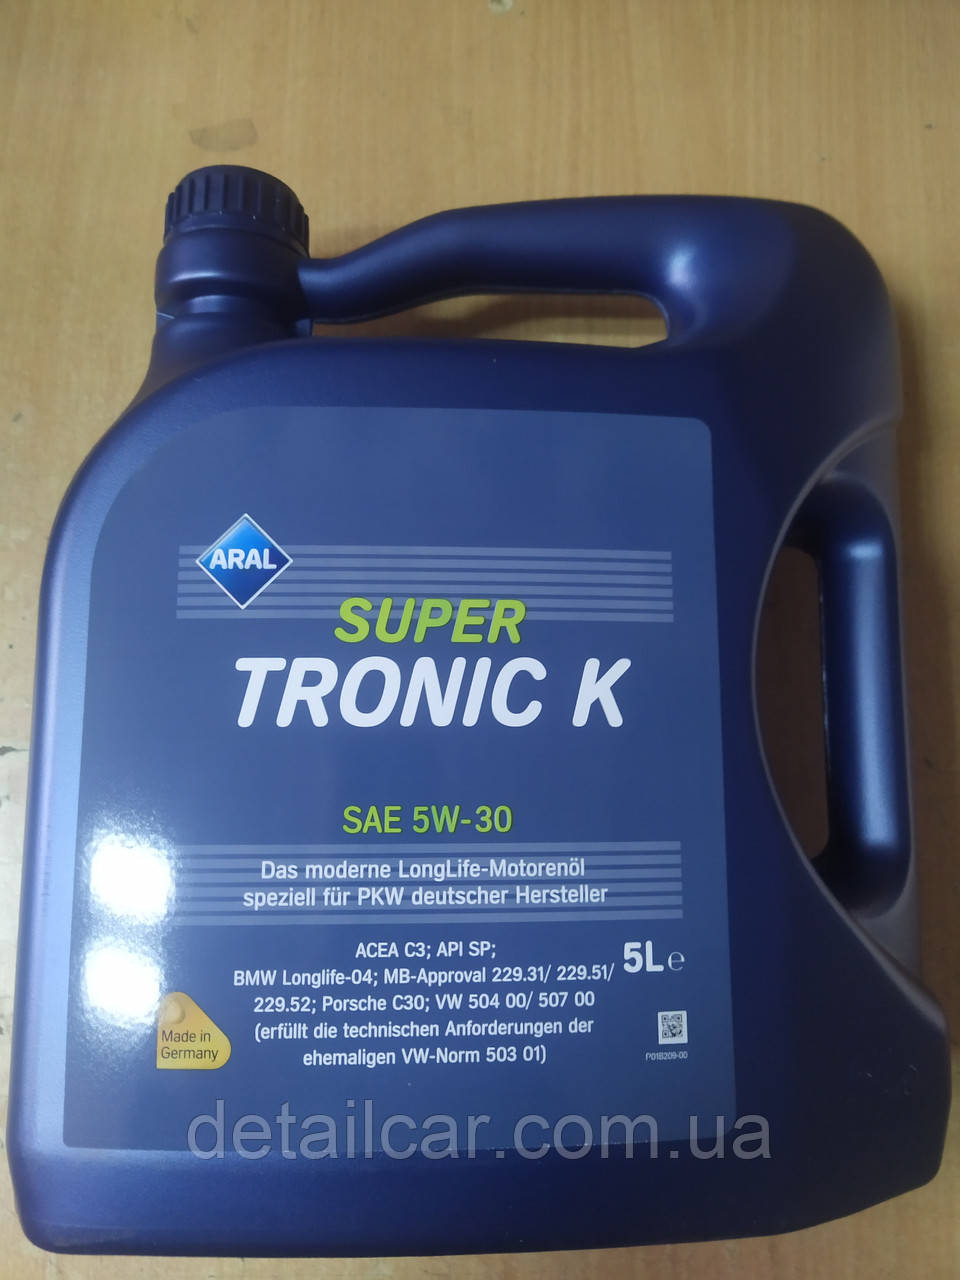 ARAL
SUPER
TRONIC K
SAE 5W-30
Das moderne LongLife-Motorenöl
speziell für PKW deutscher Hersteller
ACEA C3; API SP;
BMW Longlife-04; MB-Approval 229.31/ 229.51/
229.52; Porsche C30; VW 504 00/ 507 00
(erfüllt die technischen Anforderungen der
ehemaligen VW-Norm 503 01)
5L e
Made in
Germany
P01B209-00
detailcar.com.ua